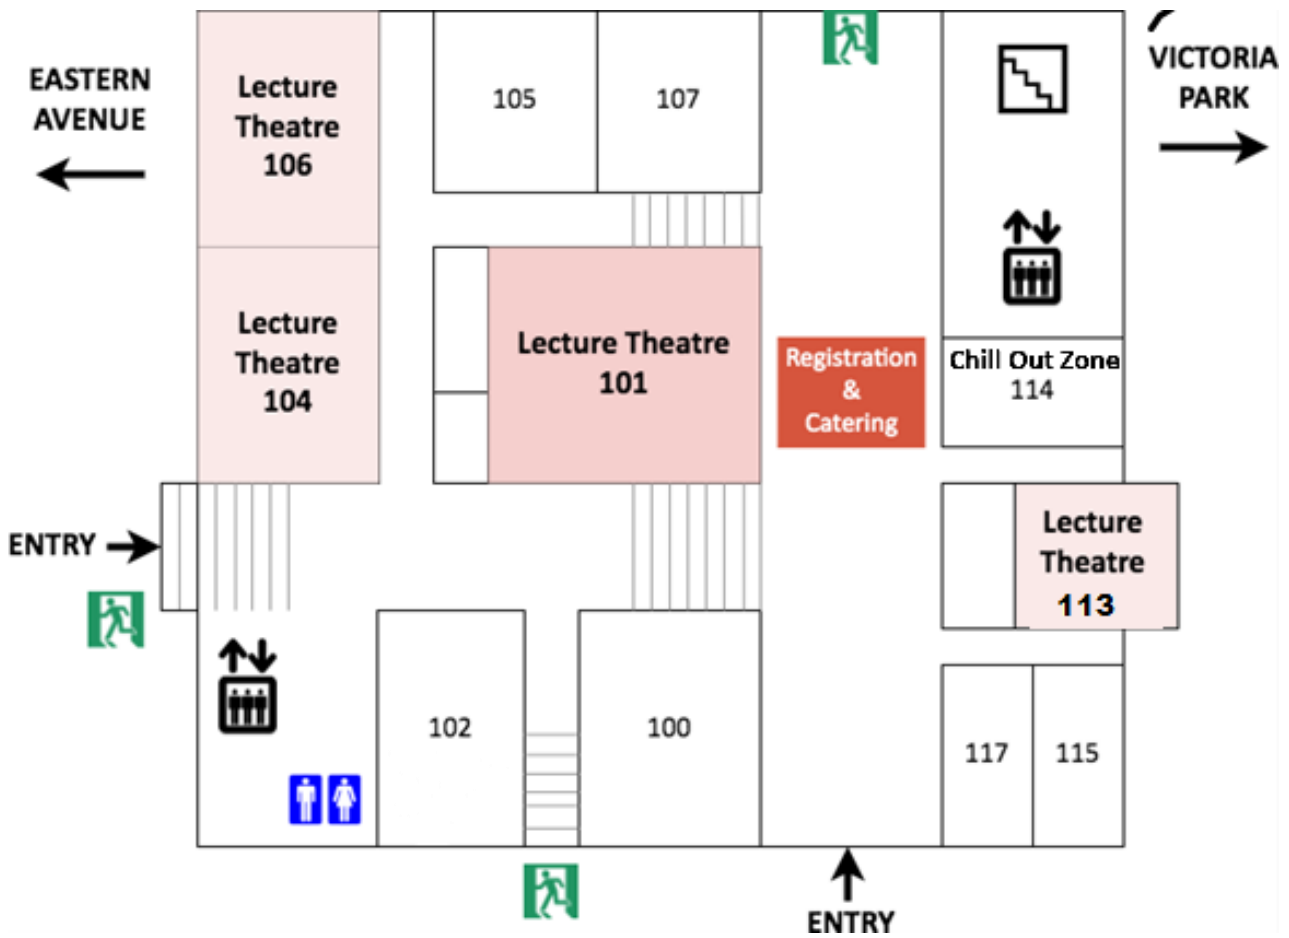 EASTERN
AVENUE
Lecture
Theatre
106
105
107
VICTORIA
PARK
Lecture
Theatre
104
Lecture Theatre
101
Registration
&
Catering
Chill Out Zone
114
ENTRY
Lecture
Theatre
113
102
100
117
115
ENTRY